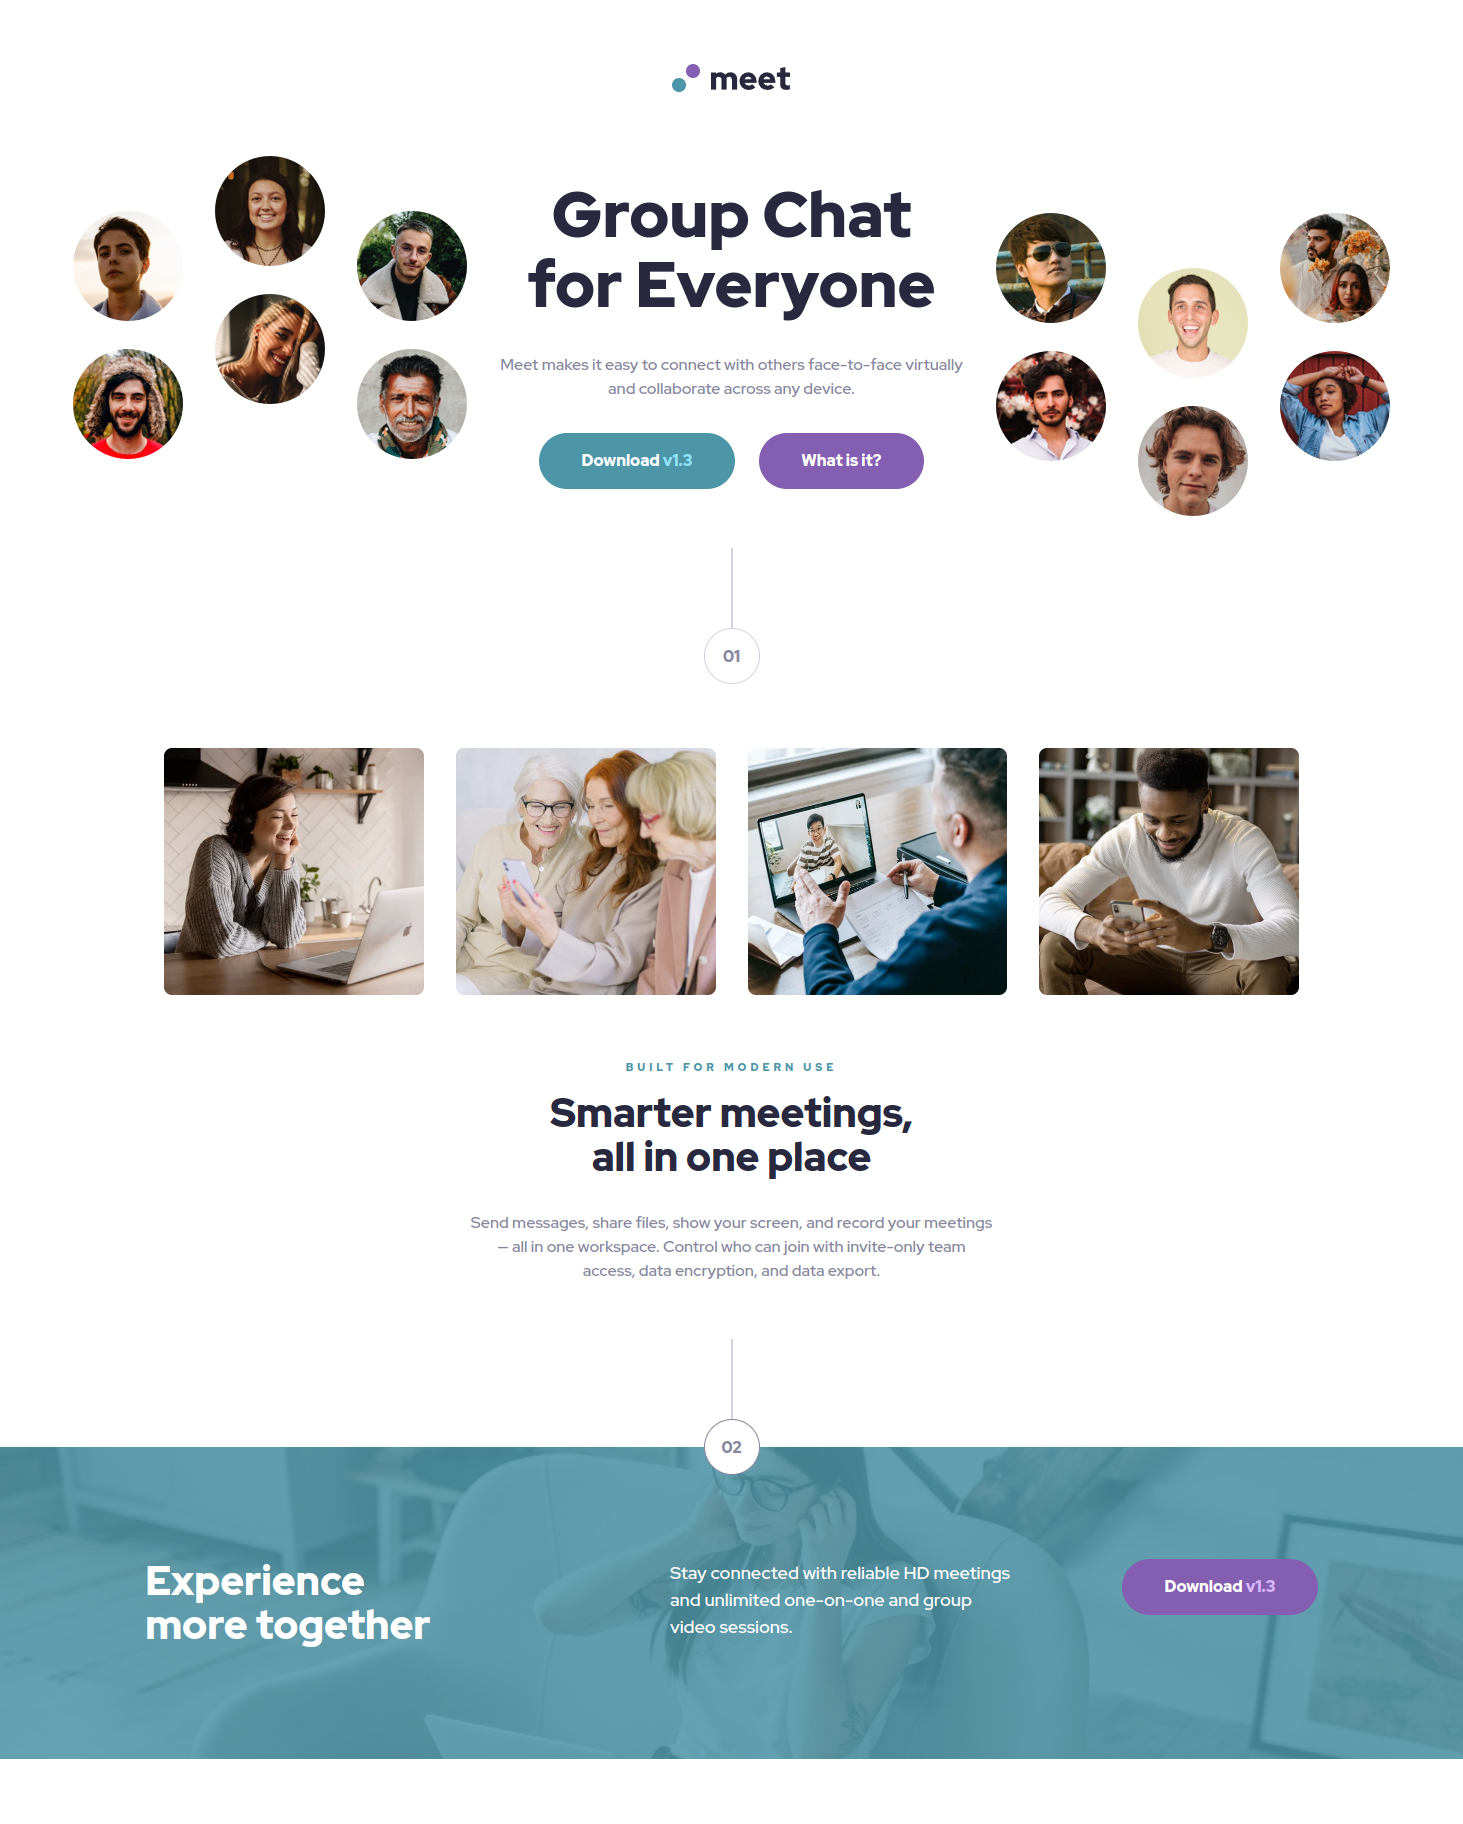 meet
Group Chat
for Everyone
Meet makes it easy to connect with others face-to-face virtually
and collaborate across any device.
Download v1.3
What is it?
01
BUILT FOR MODERN USE
Smarter meetings,
all in one place
Send messages, share files, show your screen, and record your meetings
— all in one workspace. Control who can join with invite-only team
access, data encryption, and data export.
02
Experience
more together
Stay connected with reliable HD meetings
and unlimited one-on-one and group
video sessions.
Download v1.3